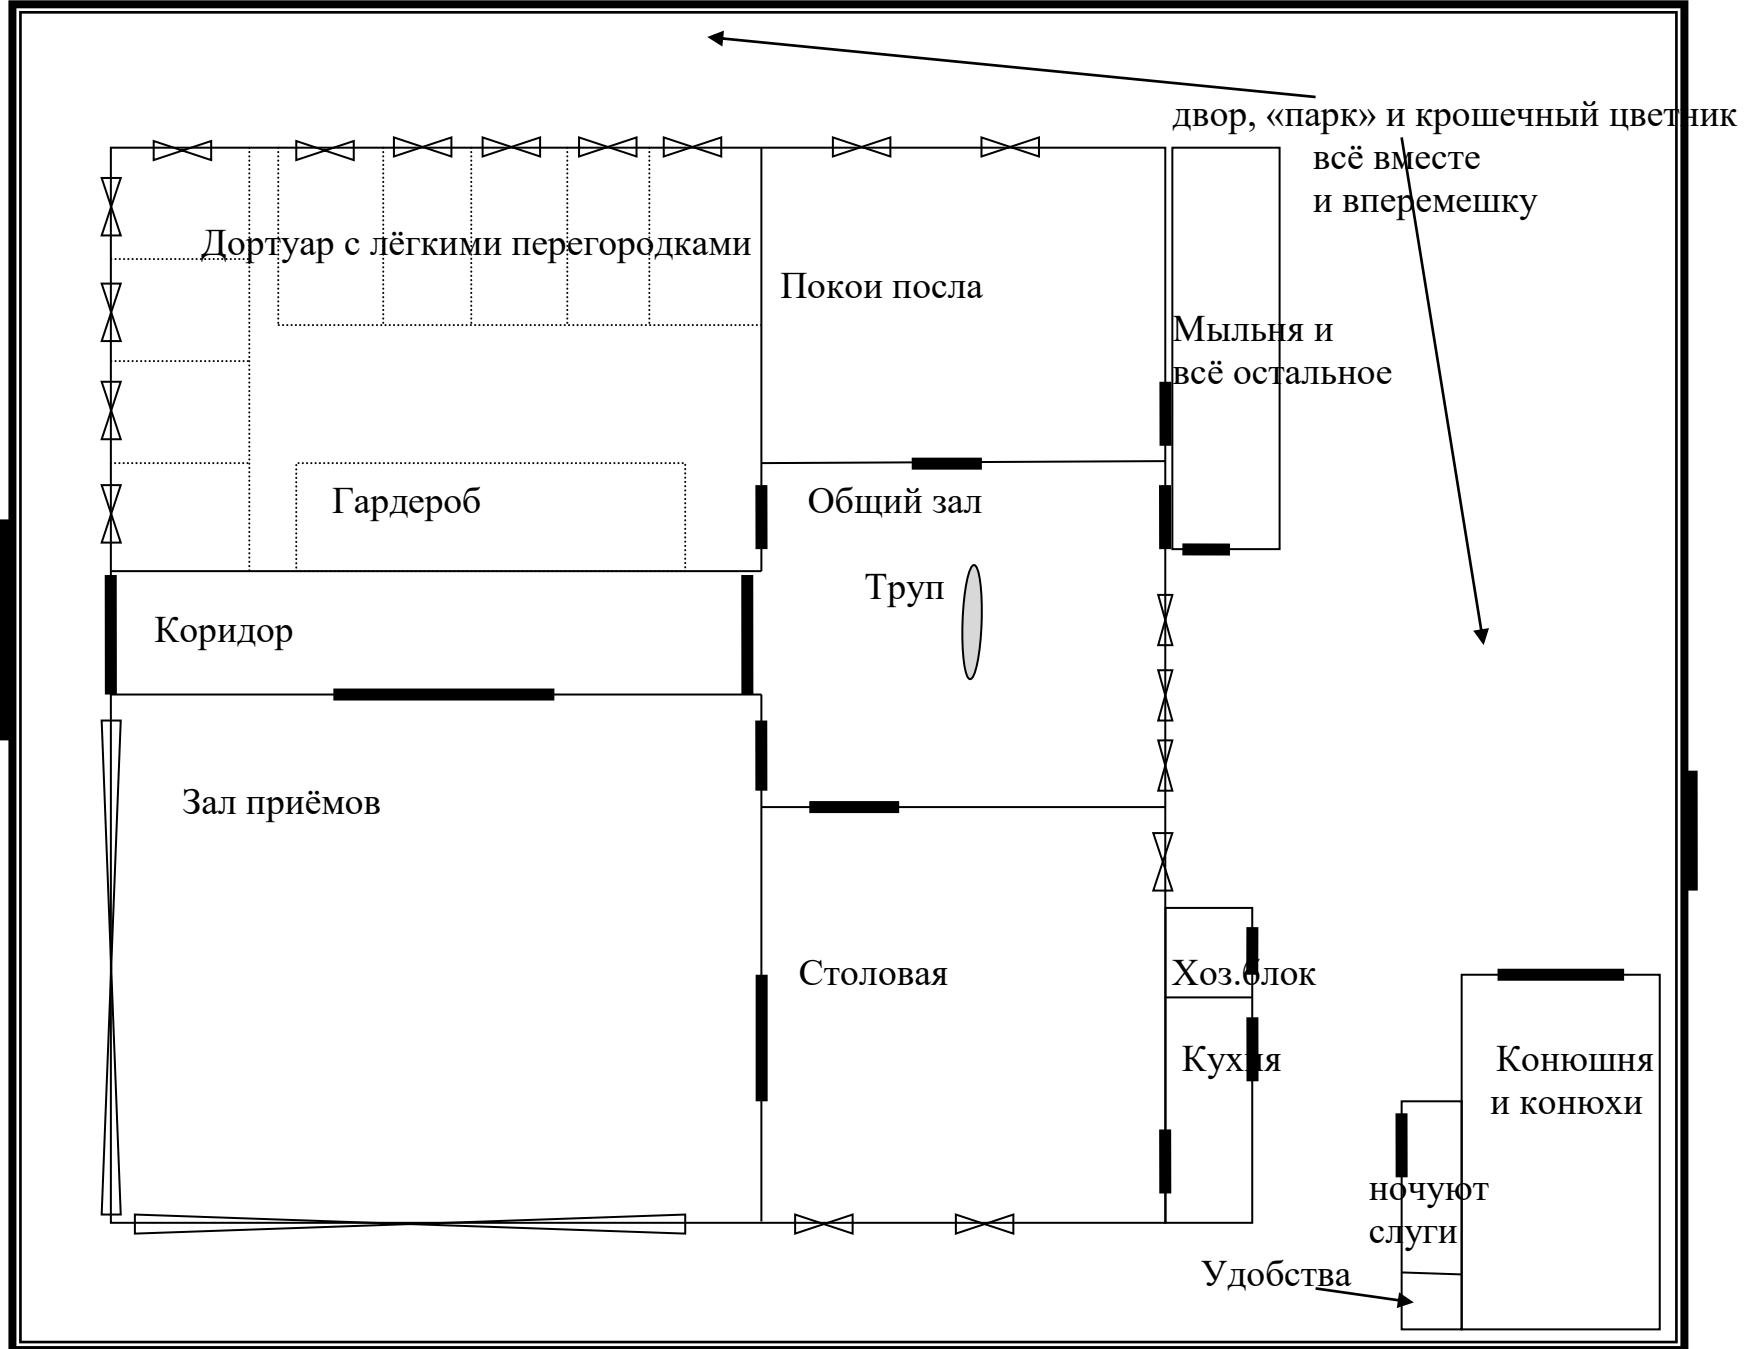 двор, «парк» и крошечный цветник
всё вместе
и вперемешку
Дортуар с лёгкими перегородками
Покои посла
Мыльня и
всё остальное
Гардероб
Общий зал
Труп
Коридор
Зал приёмов
Столовая
Хоз.блок
Кухня
Конюшня
и конюхи
ночуют
слуги
Удобства